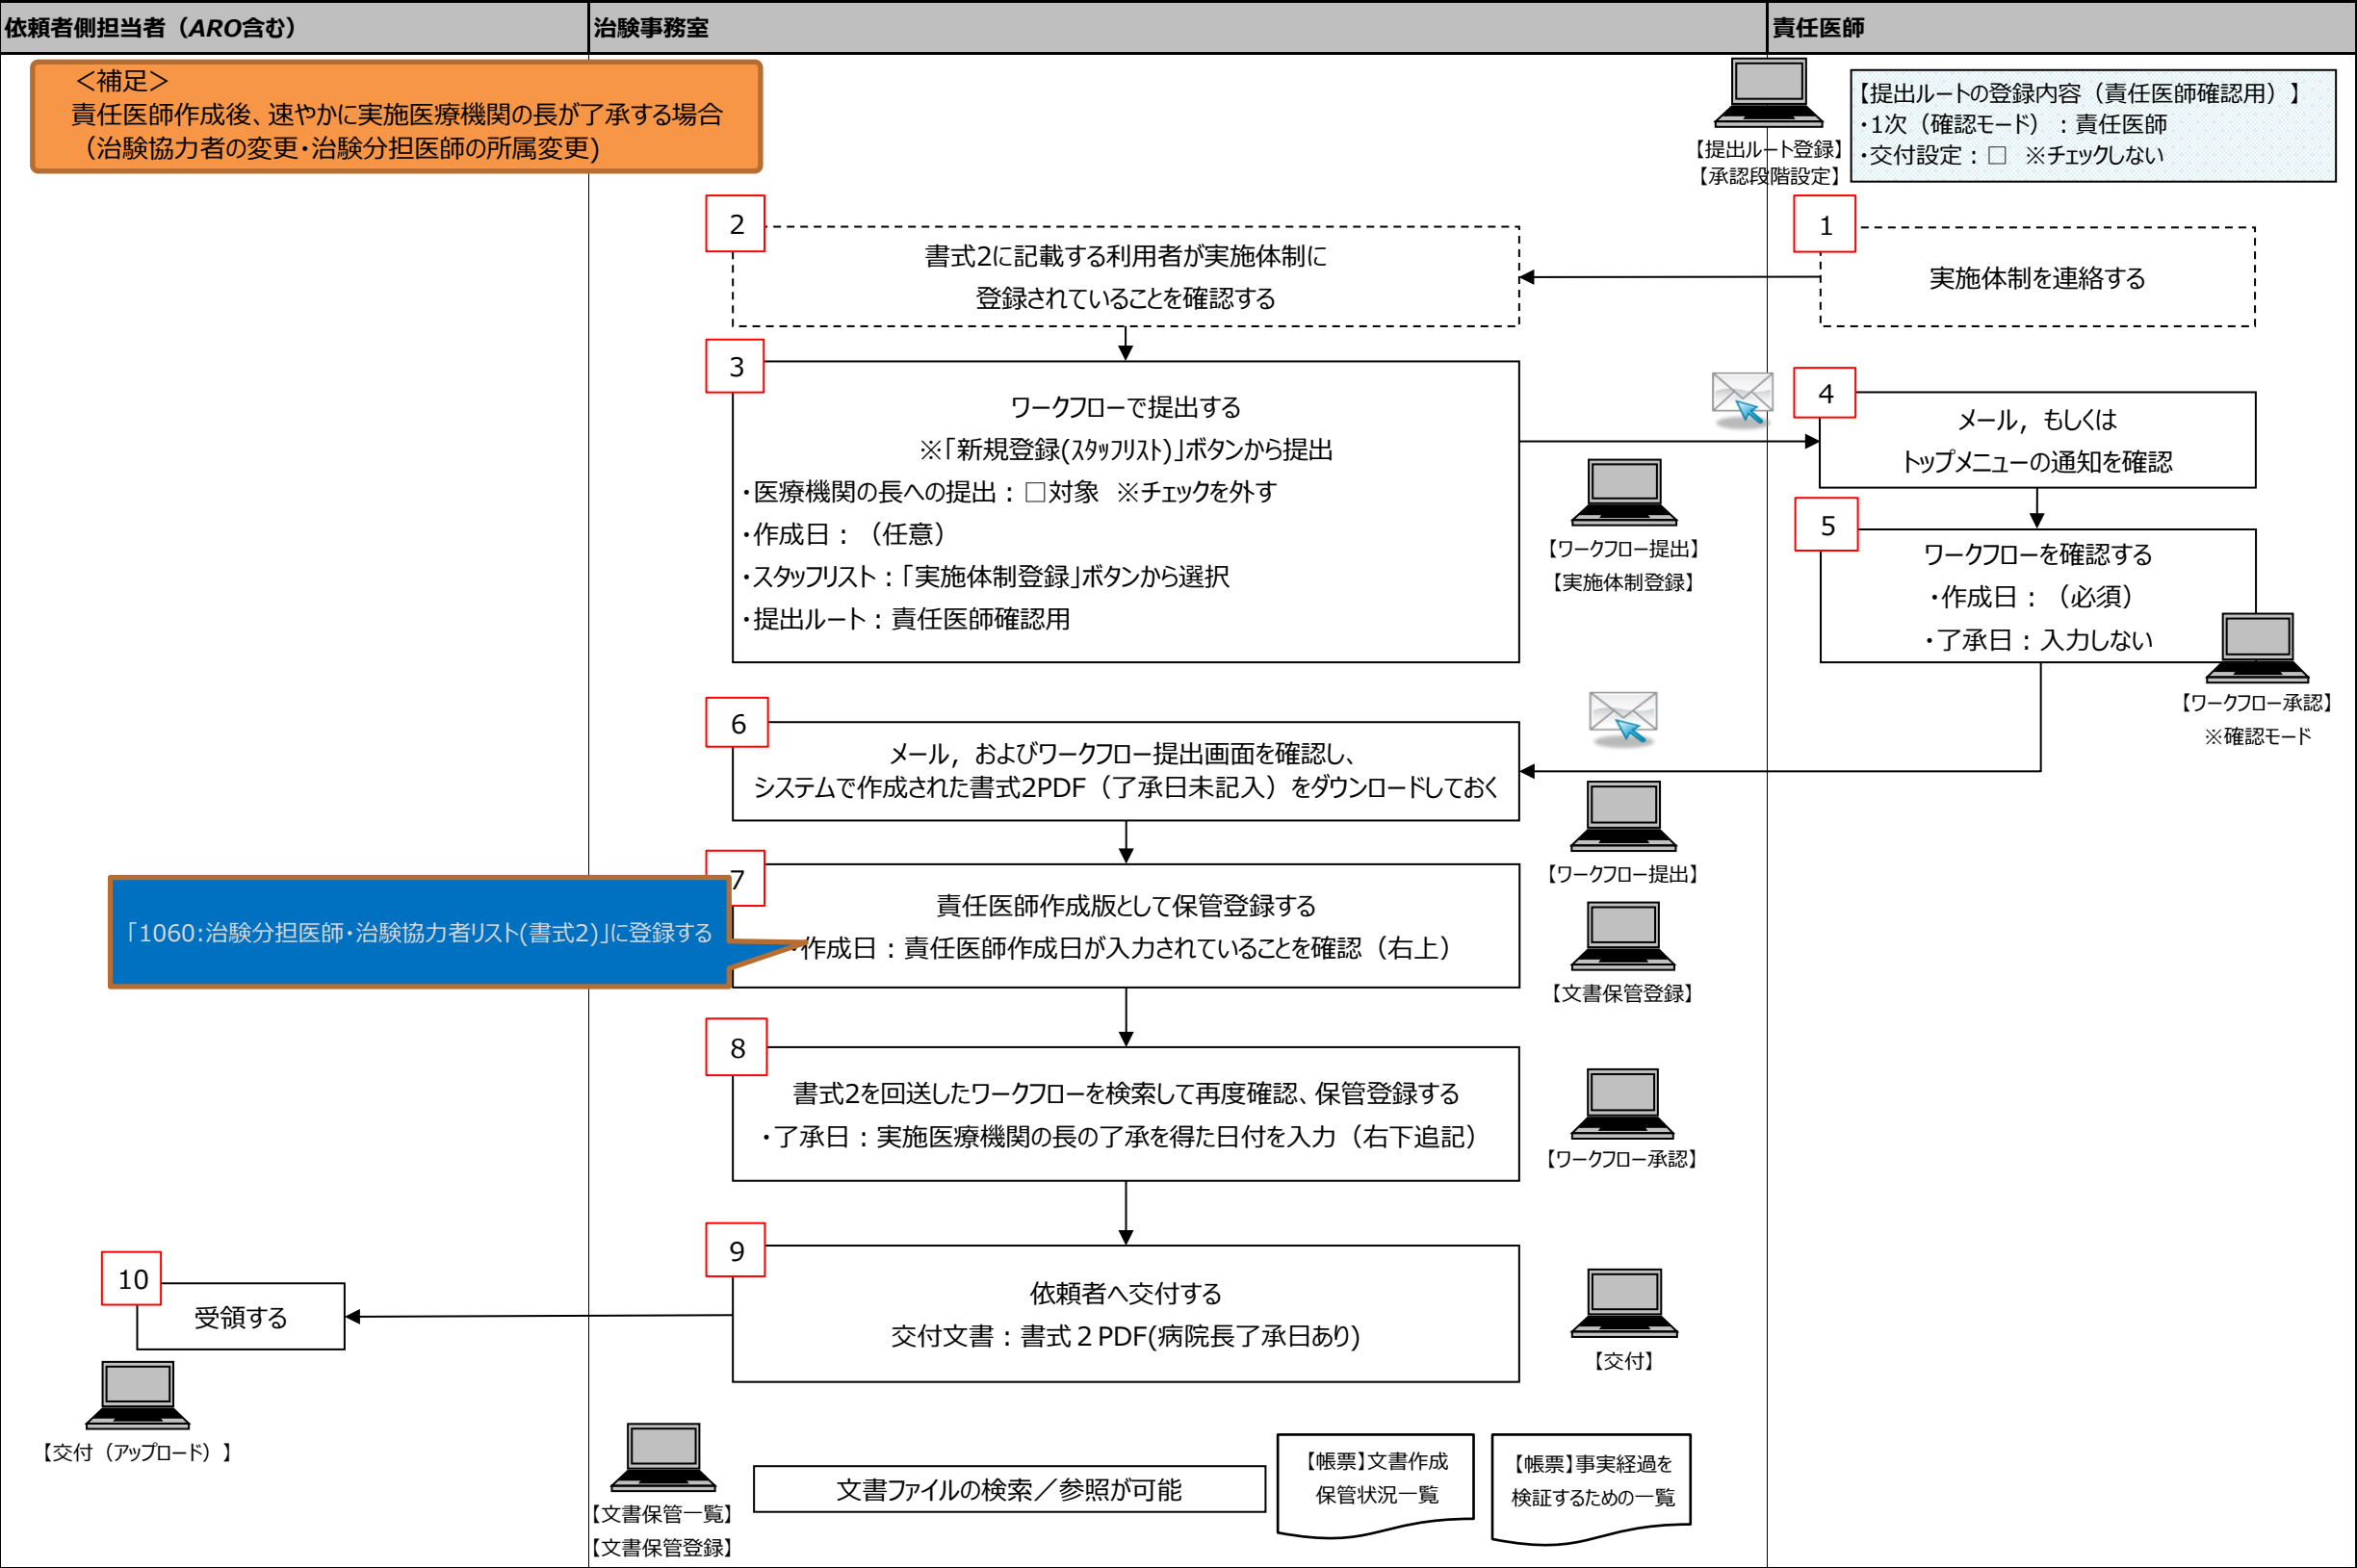 依頼者側担当者（ARO含む）
治験事務室
責任医師
＜補足＞
責任医師作成後、速やかに実施医療機関の長が了承する場合
（治験協力者の変更・治験分担医師の所属変更)
【提出ルート登録】
【承認段階設定】
【提出ルートの登録内容（責任医師確認用）】
・1次（確認モード）：責任医師
・交付設定：□　※チェックしない
1
実施体制を連絡する
2
書式2に記載する利用者が実施体制に
登録されていることを確認する
3
ワークフローで提出する
※「新規登録(スタッフリスト)」ボタンから提出
・医療機関の長への提出：□対象　※チェックを外す
・作成日：（任意）
・スタッフリスト：「実施体制登録」ボタンから選択
・提出ルート：責任医師確認用
【ワークフロー提出】
【実施体制登録】
4
メール，もしくは
トップメニューの通知を確認
5
ワークフローを確認する
・作成日：（必須）
・了承日：入力しない
【ワークフロー承認】
※確認モード
6
メール，およびワークフロー提出画面を確認し、
システムで作成された書式2PDF（了承日未記入）をダウンロードしておく
【ワークフロー提出】
7
責任医師作成版として保管登録する
・作成日：責任医師作成日が入力されていることを確認（右上）
「1060:治験分担医師・治験協力者リスト(書式2)」に登録する
【文書保管登録】
8
書式2を回送したワークフローを検索して再度確認、保管登録する
・了承日：実施医療機関の長の了承を得た日付を入力（右下追記）
【ワークフロー承認】
9
依頼者へ交付する
交付文書：書式２PDF(病院長了承日あり)
【交付】
10
受領する
【交付（アップロード）】
【文書保管一覧】
【文書保管登録】
文書ファイルの検索／参照が可能
【帳票】文書作成
保管状況一覧
【帳票】事実経過を
検証するための一覧